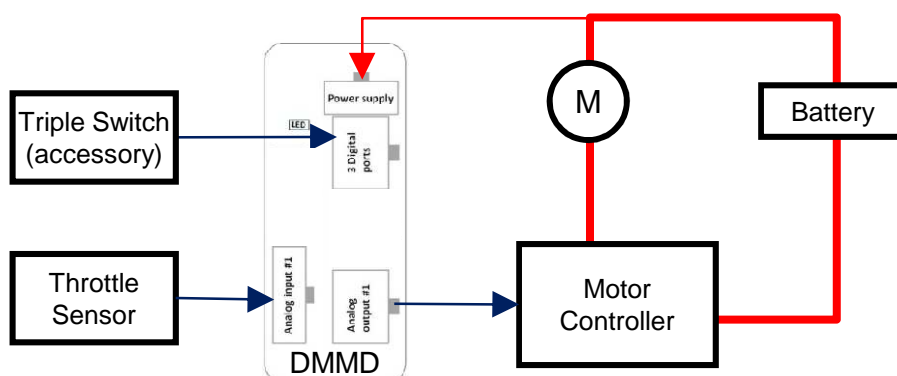 Triple Switch
(accessory)
Throttle
Sensor
Power supply
LED
3 Digital
ports
Analog input #1
Analog
output #1
DMMD
M
Battery
Motor
Controller